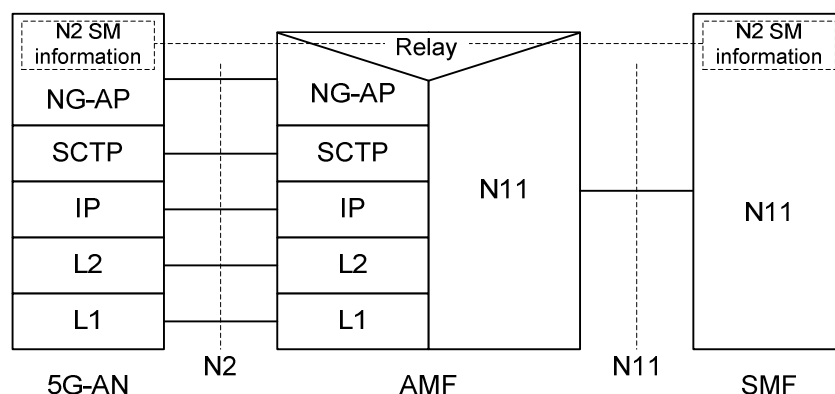 N2 SM
information
Relay
N2 SM
information
NG-AP
NG-AP
SCTP
SCTP
N11
N11
IP
IP
L2
L2
L1
L1
N2
N11
5G-AN
AMF
SMF